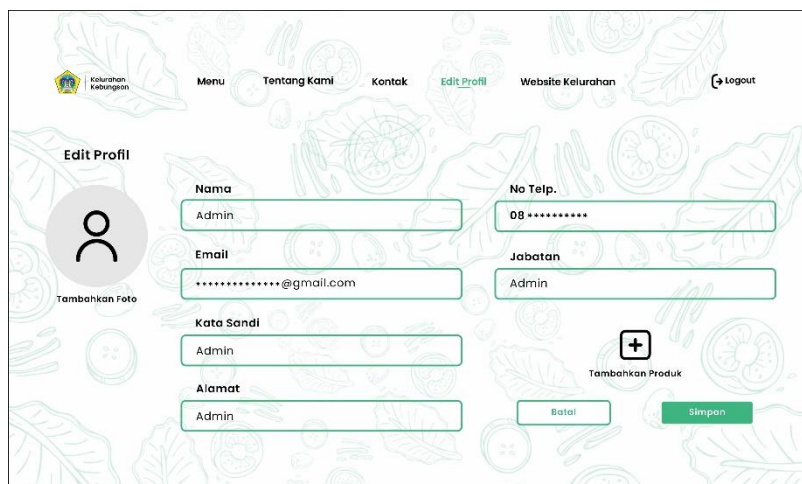 Kelurahan
Kebungson
Menu Tentang Kami Kontak Edit Profil Website Kelurahan Logout
Edit Profil
Tambahkan Foto
Nama
Admin
Email
**************@gmail.com
Kata Sandi
Admin
Alamat
Admin
No Telp.
08 **********
Jabatan
Admin
Tambahkan Produk
Batal Simpan